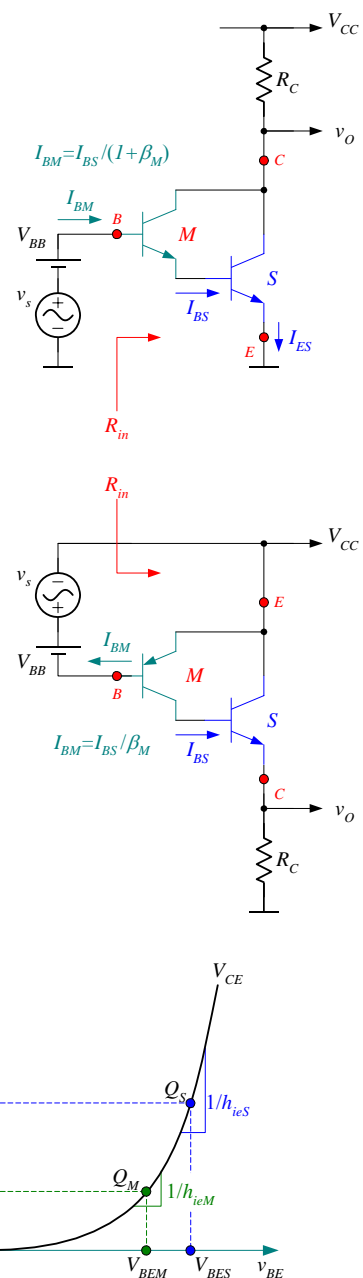 V_CC
R_C
v_O
C
I_BM=I_BS/(1+β_M)
I_BM
B
V_BB
M
S
v_s
+
−
I_BS
E
I_ES
R_in
R_in
V_CC
v_s
−
+
E
I_BM
V_BB
M
B
S
I_BM=I_BS/β_M
I_BS
C
v_O
R_C
V_CE
Q_S
1/h_ieS
Q_M
1/h_ieM
V_BEM
V_BES
v_BE